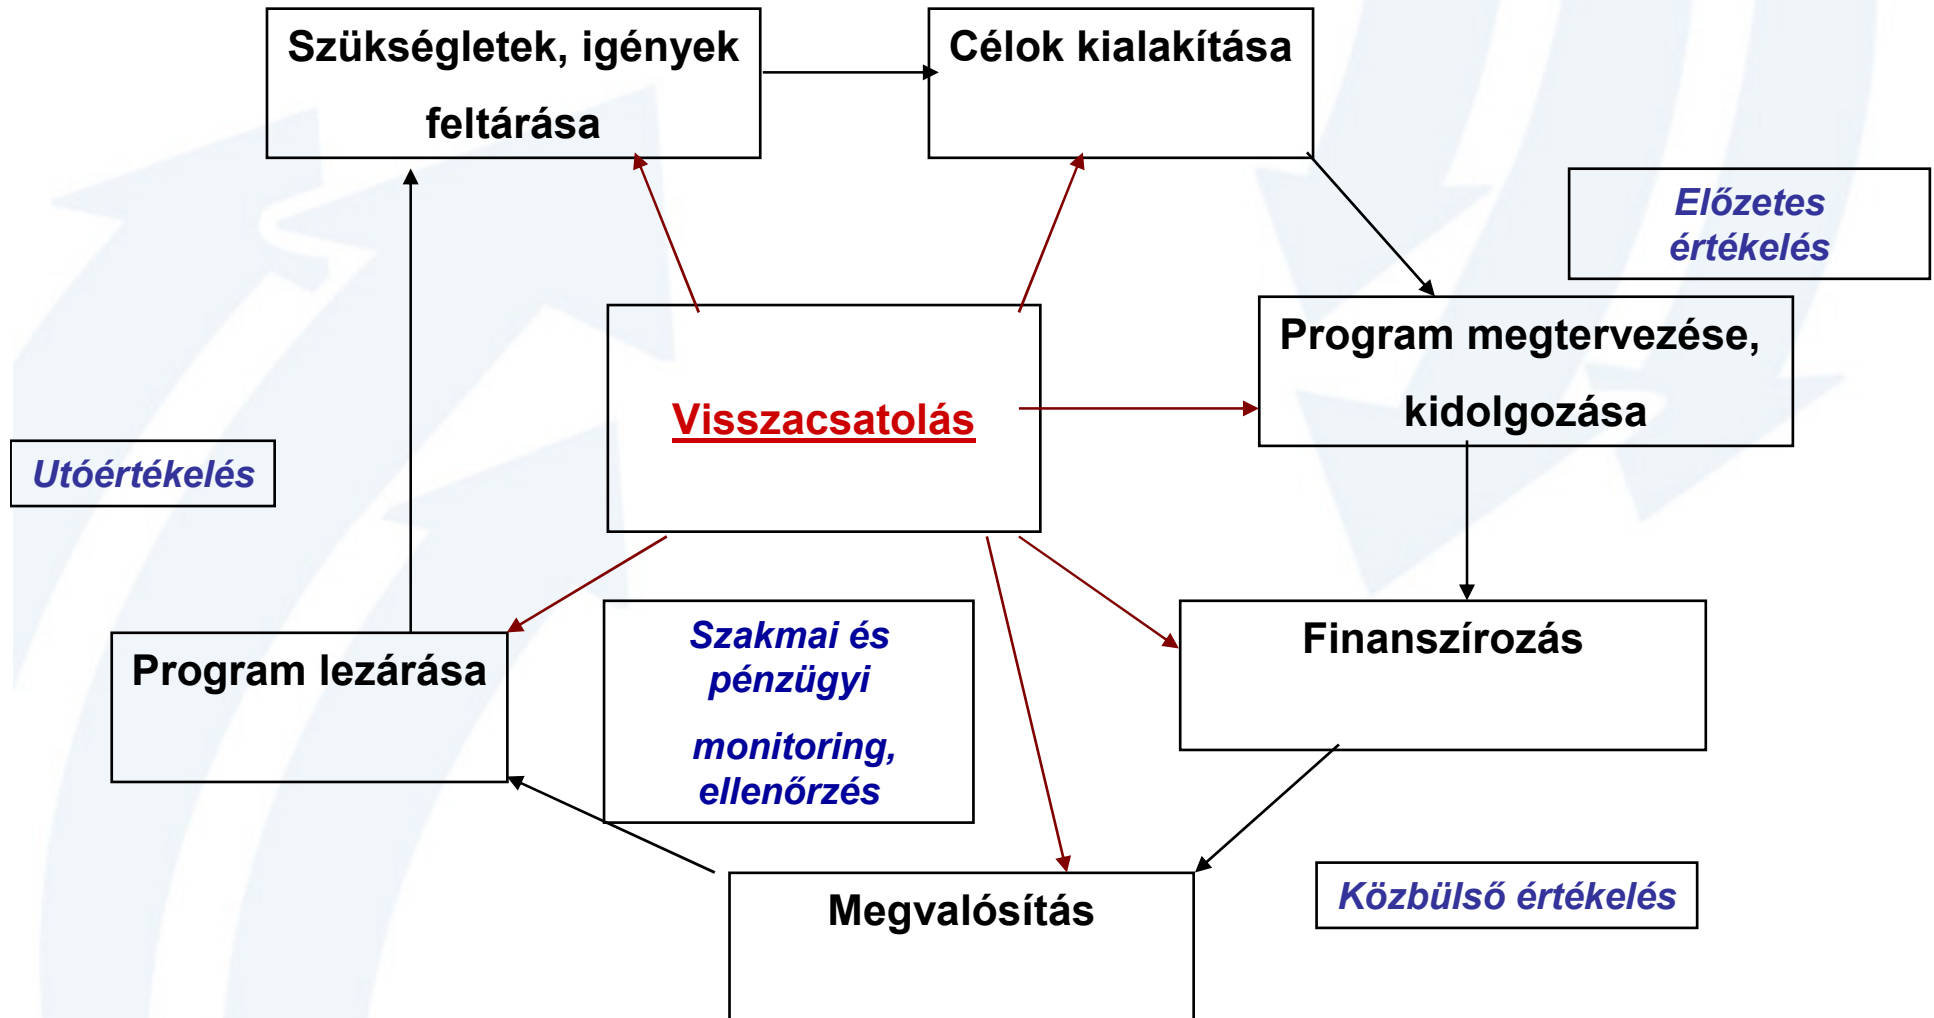 Szükségletek, igények
feltárása
Célok kialakítása
Előzetes
értékelés
Program megtervezése,
kidolgozása
Visszacsatolás
Utóértékelés
Szakmai és
pénzügyi
monitoring,
ellenőrzés
Finanszírozás
Program lezárása
Közbülső értékelés
Megvalósítás